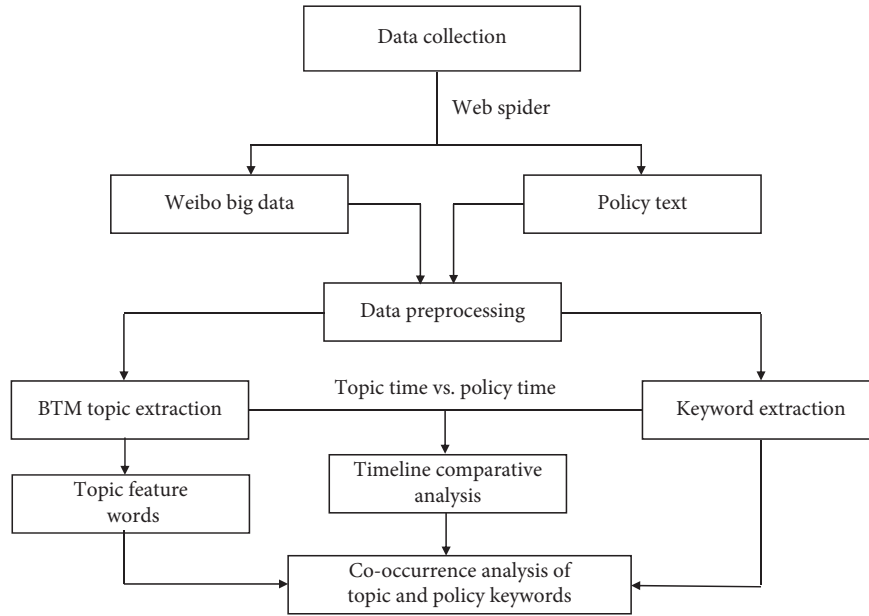 Data collection
Web spider
Weibo big data
Policy text
Data preprocessing
Topic time vs. policy time
BTM topic extraction
Keyword extraction
Timeline comparative
analysis
Topic feature
words
Co-occurrence analysis of
topic and policy keywords